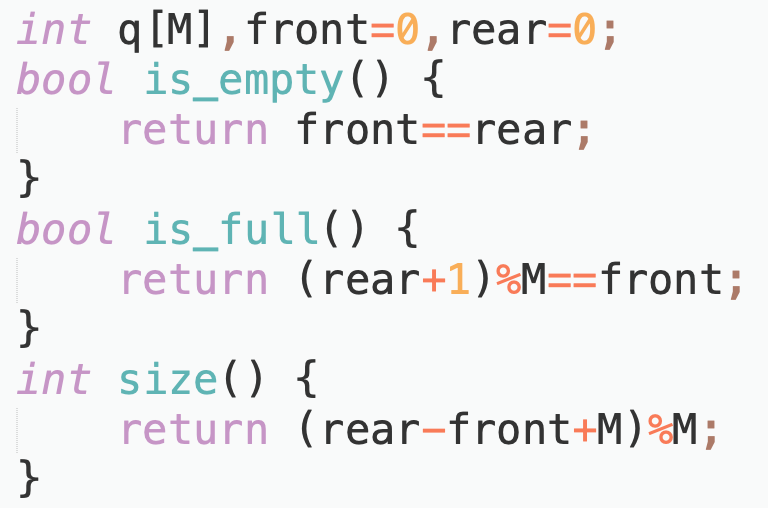 int q[M],front=0,rear=0;
bool is_empty() {
    return front==rear;
}
bool is_full() {
    return (rear+1)%M==front;
}
int size() {
    return (rear-front+M)%M;
}